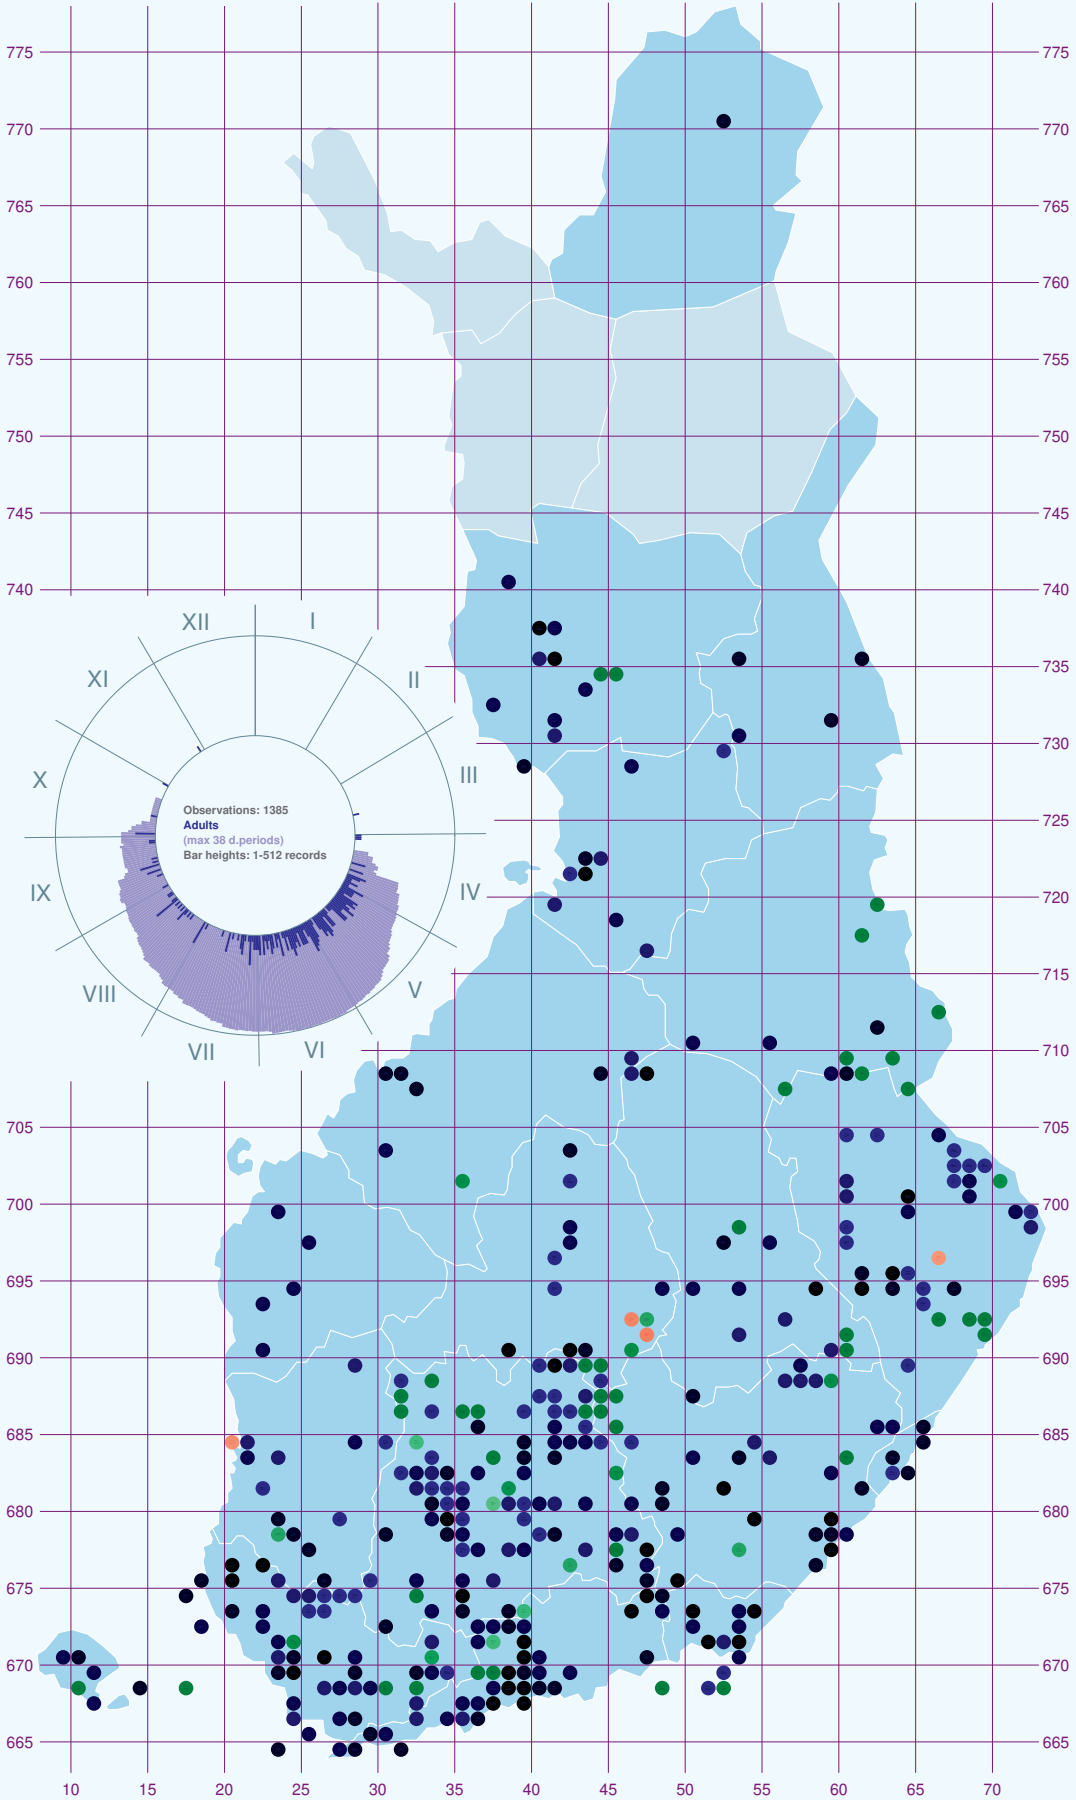 775 775
770 770
765 765
760 760
755 755
750 750
745 745
740 740
XII I
XI II
735 735
730 730
X III
Observations: 1385
Adults
(max 38 d.periods)
Bar heights: 1-512 records
725 725
IX IV
720 720
VIII V
715 715
VII VI
710 710
705 705
700 700
695 695
690 690
685 685
680 680
675 675
670 670
665 665
10 15 20 25 30 35 40 45 50 55 60 65 70